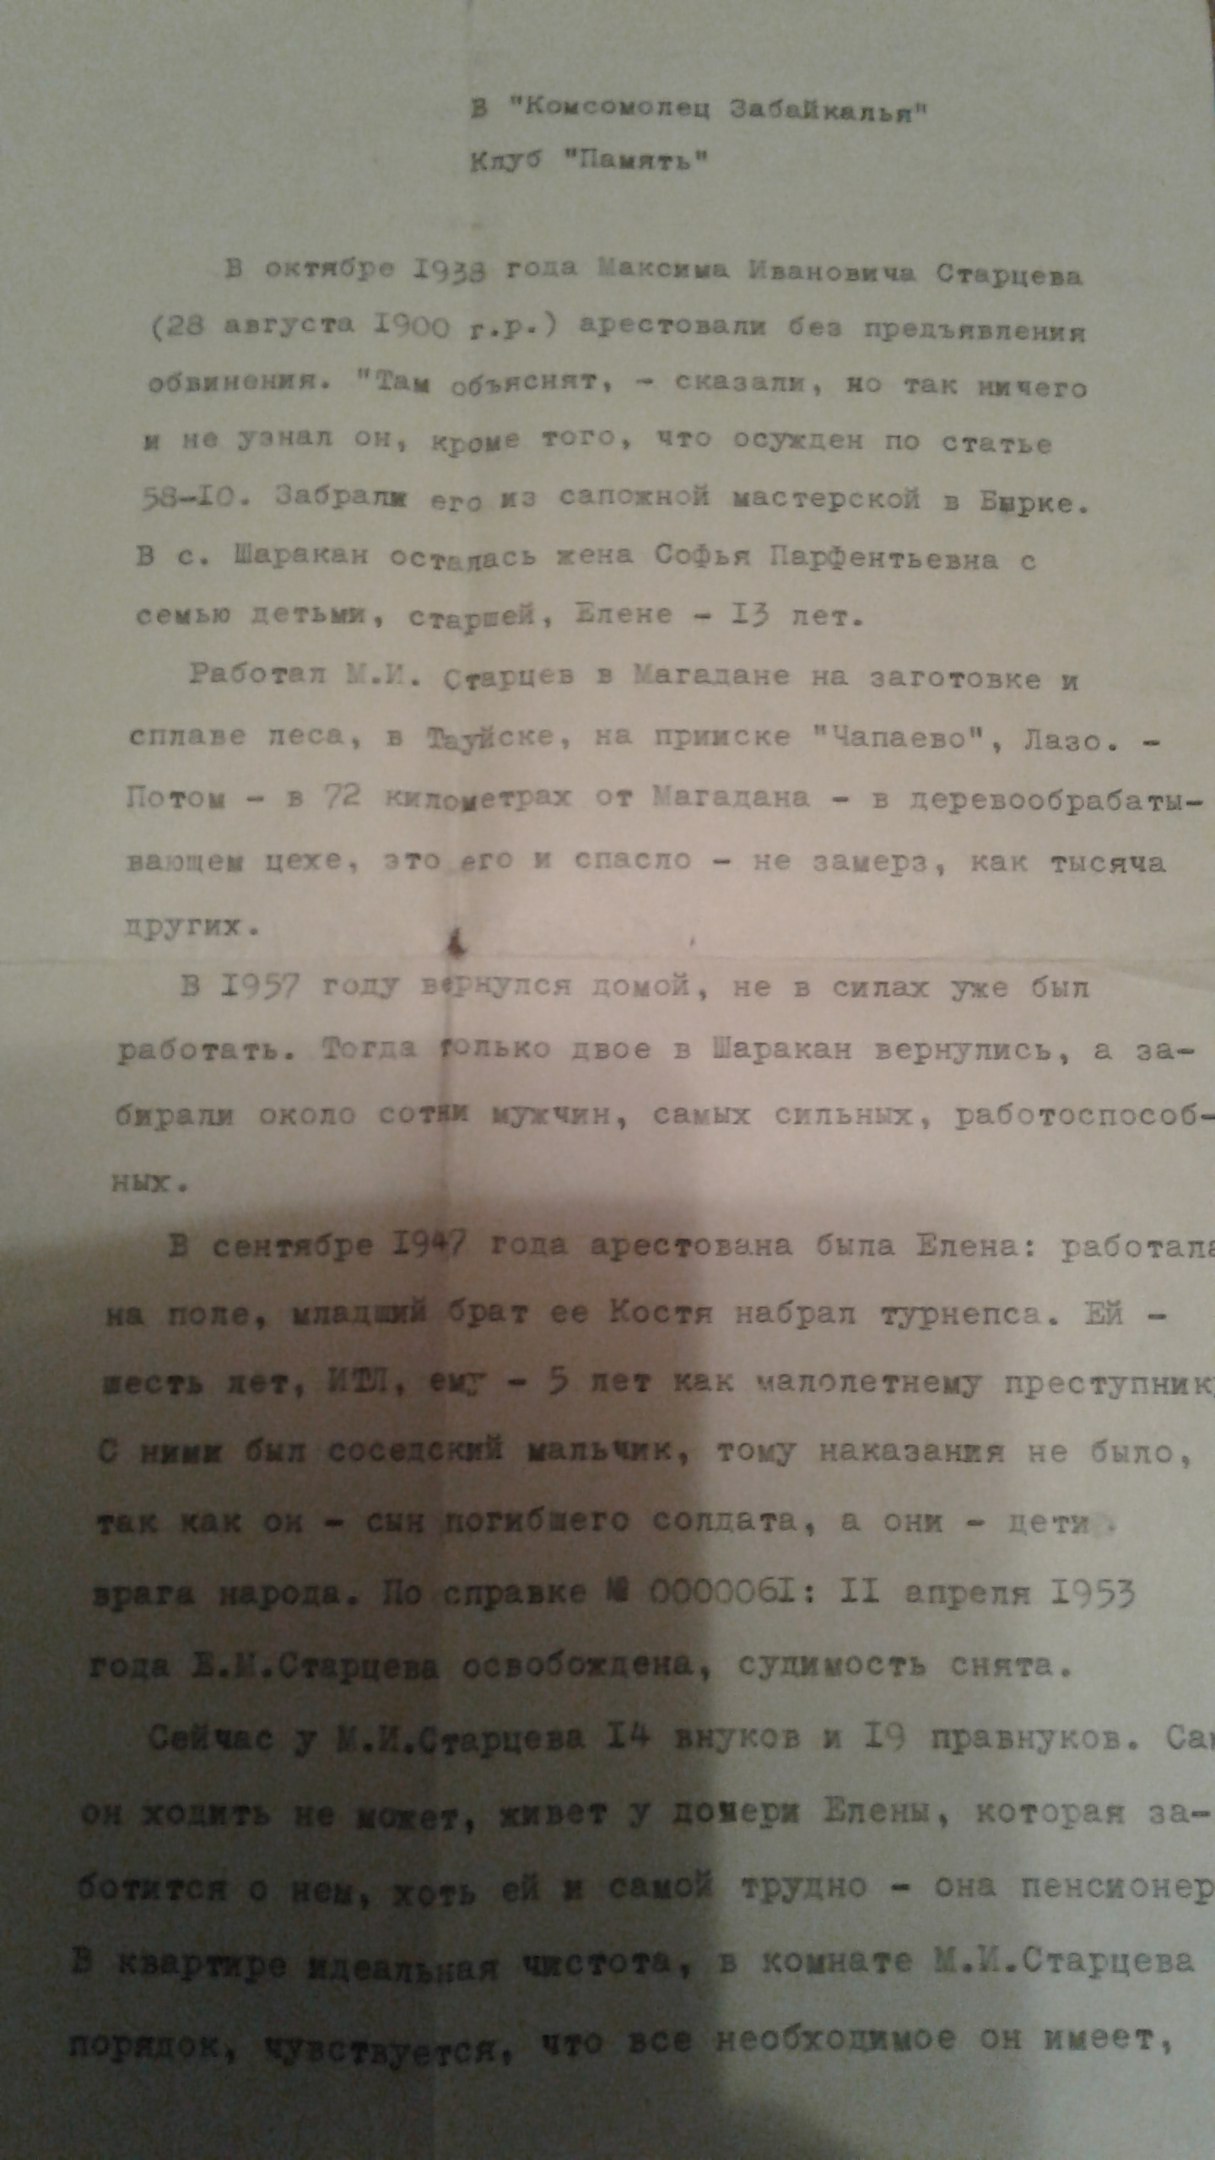 В "Комсомолец Забайкалья"
Клуб "Память"
В октябре 1938 года Максима Ивановича Старцева
(28 августа 1900 г.р.) арестовали без предъявления
обвинения. "Там объяснят, - сказали, но так ничего
и не узнал он, кроме того, что осужден по статье
58-10. Забрали его из сапожной мастерской в Бырке.
В с. Шаракан осталась жена Софья Парфентьевна с
семью детьми, старшей, Елене - 13 лет.
Работал М.И. Старцев в Магадане на заготовке и
сплаве леса, в Тауйске, на прииске "Чапаево", Лазо. -
Потом - в 72 километрах от Магадана - в деревообрабаты-
вающем цехе, это его и спасло - не замерз, как тысяча
других.
В 1957 году вернулся домой, не в силах уже был
работать. Тогда только двое в Шаракан вернулись, а за-
бирали около сотни мужчин, самых сильных, работоспособ-
ных.
В сентябре 1947 года арестована была Елена: работала
на поле, младший брат ее Костя набрал турнепса. Ей -
шесть лет, ИТЛ, ему - 5 лет как малолетнему преступнику
С ними был соседский мальчик, тому наказания не было,
так как он - сын погибшего солдата, а они - дети
врага народа. По справке № 0000061: 11 апреля 1953
года Е.М.Старцева освобождена, судимость снята.
Сейчас у М.И.Старцева 14 внуков и 19 правнуков. Сам
он ходить не может, живет у дочери Елены, которая за-
ботится о нем, хоть ей и самой трудно - она пенсионер
В квартире идеальная чистота, в комнате М.И.Старцева
порядок, чувствуется, что все необходимое он имеет,